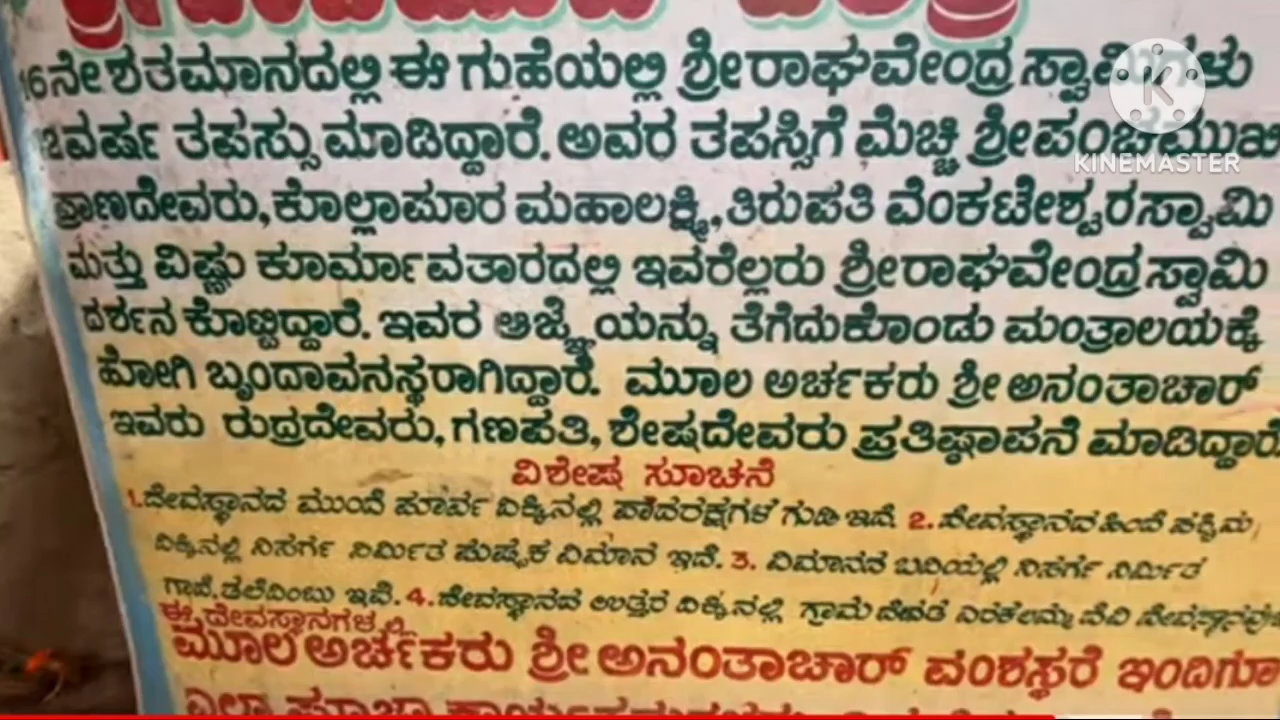 16ನೇ ಶತಮಾನದಲ್ಲಿ ಈ ಗುಹೆಯಲ್ಲಿ ಶ್ರೀರಾಘವೇಂದ್ರ ಸ್ವಾಮಿಗಳು
ವರ್ಷ ತಪಸ್ಸು ಮಾಡಿದ್ದಾರೆ. ಅವರ ತಪಸ್ಸಿಗೆ ಮೆಚ್ಚಿ ಶ್ರೀಪಂಚಮುಖಿ
KINEMASTER
ಪ್ರಾಣದೇವರು, ಕೊಲ್ಲಾಪೂರ ಮಹಾಲಕ್ಷ್ಮಿ, ತಿರುಪತಿ ವೆಂಕಟೇಶ್ವರಸ್ವಾಮಿ
ಮತ್ತು ವಿಷ್ಣು ಕೂರ್ಮಾವತಾರದಲ್ಲಿ ಇವರೆಲ್ಲರು ಶ್ರೀರಾಘವೇಂದ್ರಸ್ವಾಮಿ
ದರ್ಶನ ಕೊಟ್ಟಿದ್ದಾರೆ. ಇವರ ಆಜ್ಞೆಯನ್ನು ತೆಗೆದುಕೊಂಡು ಮಂತ್ರಾಲಯಕ್ಕೆ
ಹೋಗಿ ಬೃಂದಾವನಸ್ಥರಾಗಿದ್ದಾರೆ. ಮೂಲ ಅರ್ಚಕರು ಶ್ರೀ ಅನಂತಾಚಾರ್
ಇವರು ರುದ್ರದೇವರು, ಗಣಪತಿ, ಶೇಷದೇವರು ಪ್ರತಿಷ್ಠಾಪನೆ ಮಾಡಿದ್ದಾರೆ
ವಿಶೇಷ ಸೂಚನೆ
1. ದೇವಸ್ಥಾನದ ಮುಂದೆ ಪೂರ್ವ ದಿಕ್ಕಿನಲ್ಲಿ ಪಾದರಕ್ಷಗಳ ಗುಡಿ ಇದೆ. 2. ದೇವಸ್ಥಾನದ ಹಿಂದೆ ಪಶ್ಚಿಮ
ದಿಕ್ಕಿನಲ್ಲಿ ನಿಸರ್ಗ ನಿರ್ಮಿತ ಪುಷ್ಪಕ ವಿಮಾನ ಇದೆ. 3. ವಿಮಾನದ ಬದಿಯಲ್ಲಿ ನಿಸರ್ಗ ನಿರ್ಮಿತ
ಗಾದೆ, ತಲೆದಿಂಬು ಇವೆ. 4. ದೇವಸ್ಥಾನದ ಉತ್ತರ ದಿಕ್ಕಿನಲ್ಲಿ ಗ್ರಾಮ ದೇವತೆ ದೇವಿ
ಈ ದೇವಸ್ಥಾನಗಳಲ್ಲಿ
ಮೂಲ ಅರ್ಚಕರು ಶ್ರೀ ಅನಂತಾಚಾರ್ ವಂಶಸ್ಥರೆ ಇಂದಿಗೂ